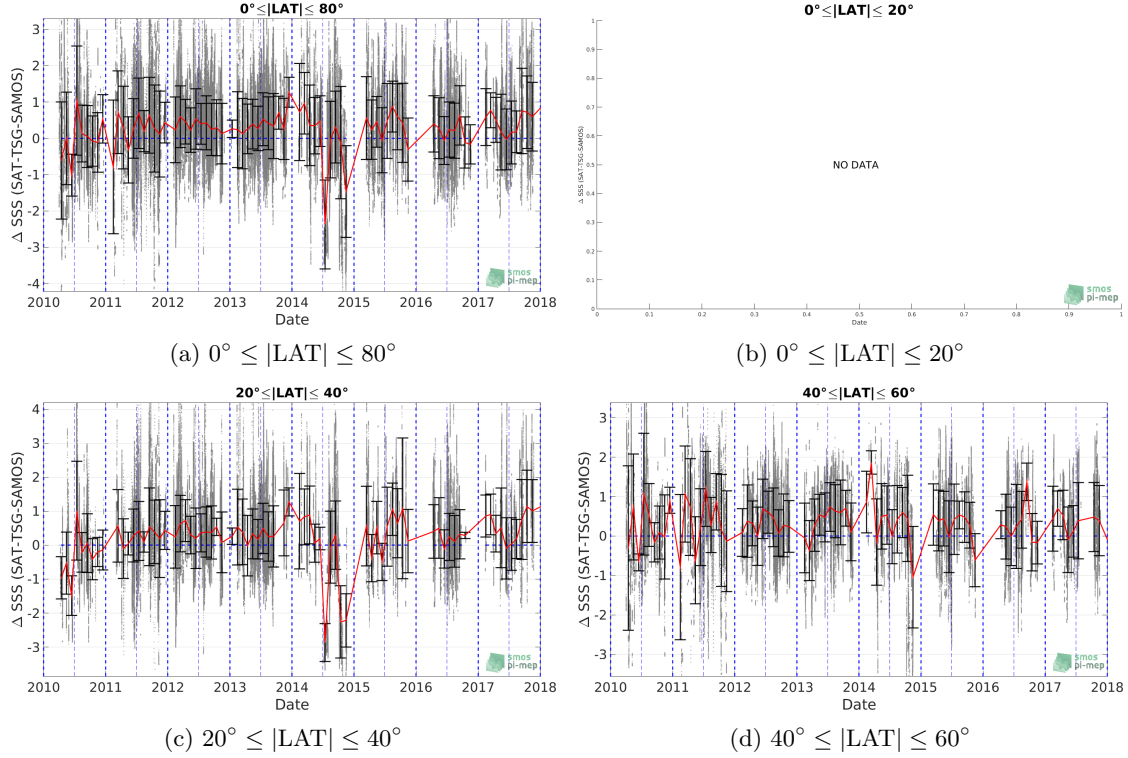 0°≤|LAT|≤ 80°
3
2
1
0
-1
-2
-3
-4
Δ SSS (SAT-TSG-SAMOS)
2010 2011 2012 2013 2014 2015 2016 2017 2018
Date
smos
pi-mep
(a) 0° ≤ |LAT| ≤ 80°
0°≤|LAT|≤ 20°
1
0.9
0.8
0.7
0.6
0.5
0.4
0.3
0.2
0.1
0
Δ SSS (SAT-TSG-SAMOS)
NO DATA
0 0.1 0.2 0.3 0.4 0.5 0.6 0.7 0.8 0.9 1
Date
smos
pi-mep
(b) 0° ≤ |LAT| ≤ 20°
20°≤|LAT|≤ 40°
4
3
2
1
0
-1
-2
-3
Δ SSS (SAT-TSG-SAMOS)
2010 2011 2012 2013 2014 2015 2016 2017 2018
Date
smos
pi-mep
(c) 20° ≤ |LAT| ≤ 40°
40°≤|LAT|≤ 60°
3
2
1
0
-1
-2
-3
Δ SSS (SAT-TSG-SAMOS)
2010 2011 2012 2013 2014 2015 2016 2017 2018
Date
smos
pi-mep
(d) 40° ≤ |LAT| ≤ 60°